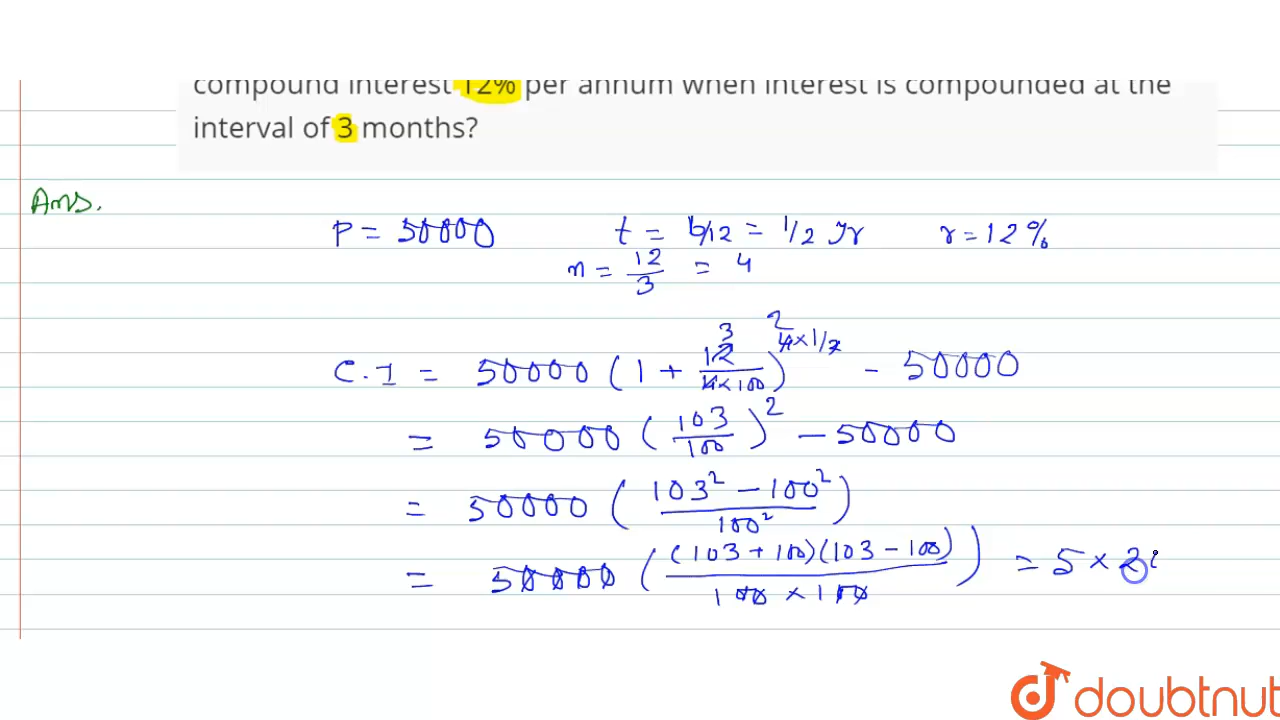 compound interest 12% per annum when interest is compounded at the
interval of 3 months?
Ans.
P = 50000 t = 6/12 = 1/2 Yr r = 12%
n = 12/3 = 4
C.I = 50000 ( 1 + 12 3/4×100 )^4×1/2 2 - 50000
= 50000 ( 103/100 )^2 - 50000
= 50000 ( 103^2 - 100^2/100^2 )
= 50000 ( (103+100)(103-100)/100 × 100 ) = 5 ×
doubtnut